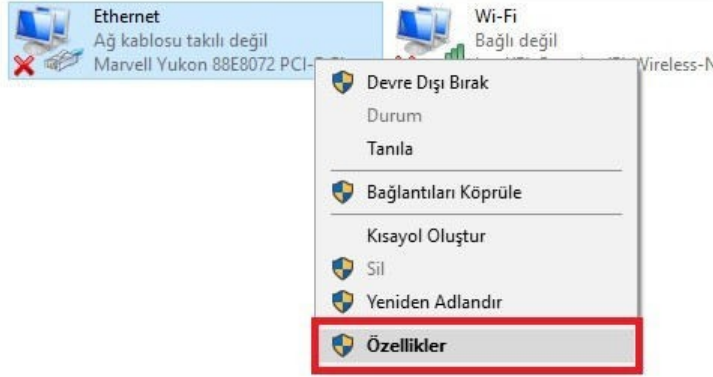 Ethernet
Ağ kablosu takılı değil
Marvell Yukon 88E8072 PCI-
Wi-Fi
Bağlı değil
Wireless-N
Devre Dışı Bırak
Durum
Tanıla
Bağlantıları Köprüle
Kısayol Oluştur
Sil
Yeniden Adlandır
Özellikler